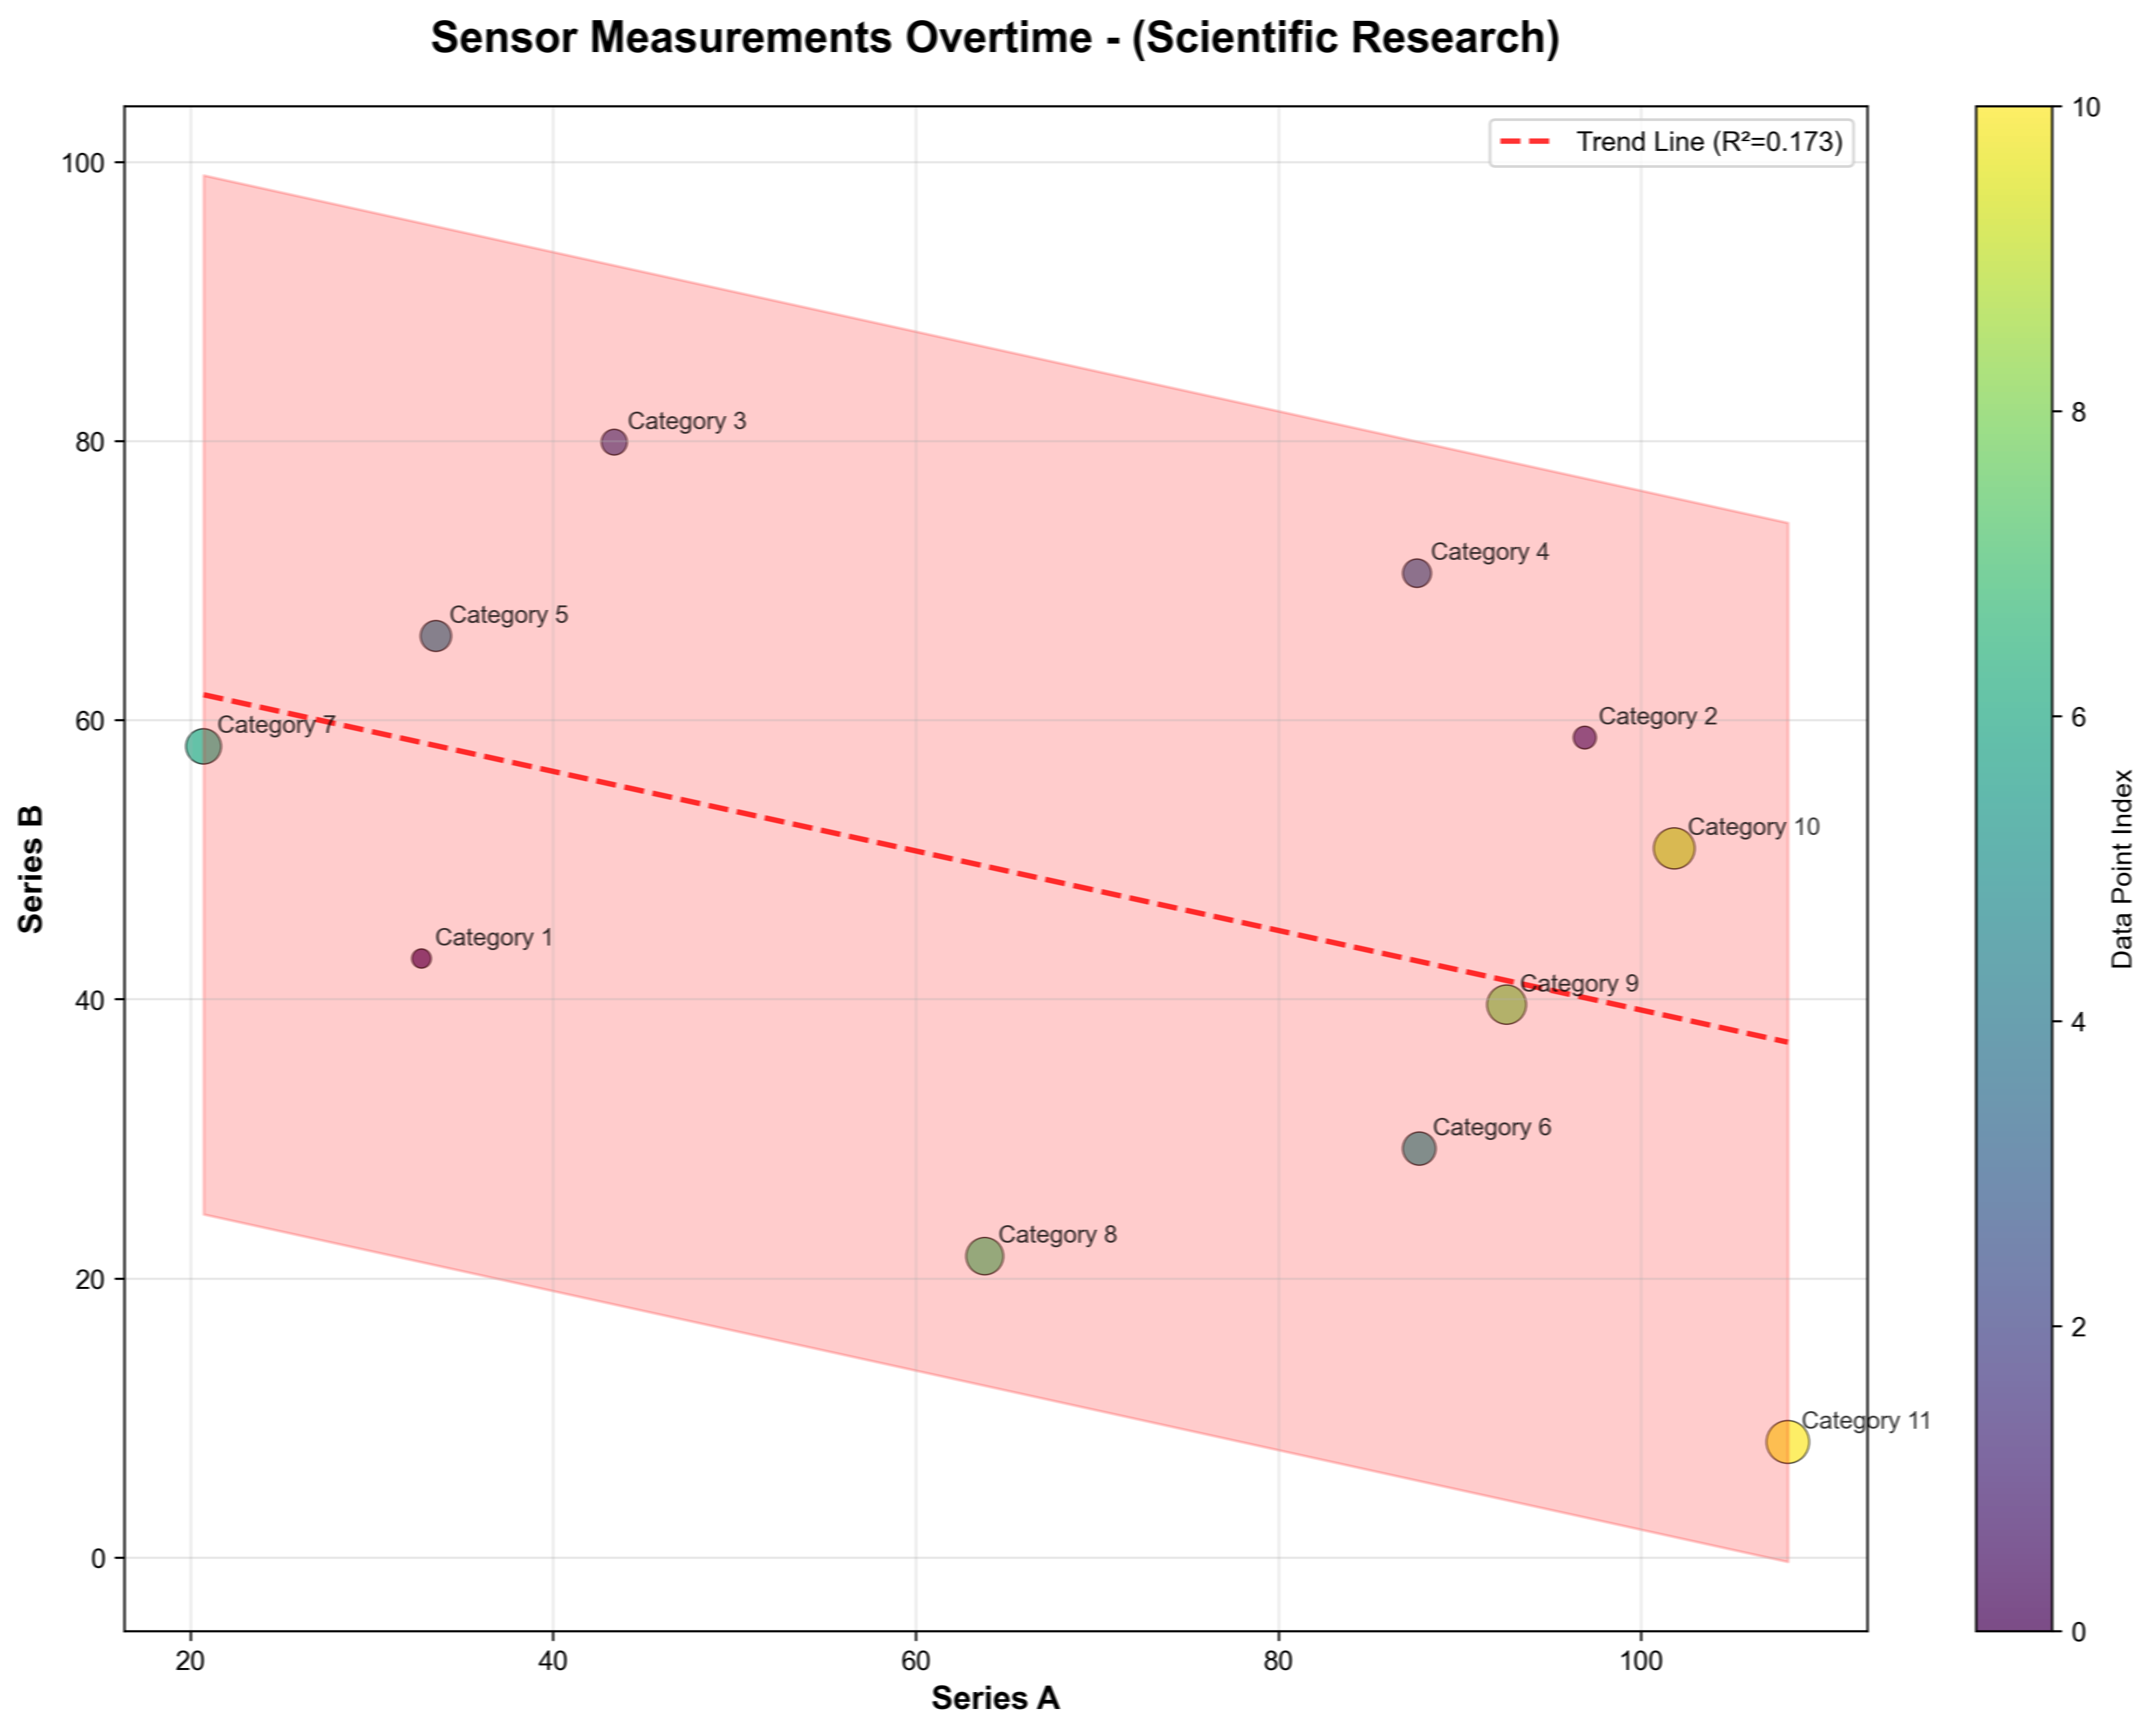 Sensor Measurements Overtime - (Scientific Research)
Trend Line (R²=0.173)
100
80
60
40
20
0
Series B
Category 3
Category 4
Category 5
Category 2
Category 7
Category 10
Category 1
Category 9
Category 6
Category 8
Category 11
20
40
60
80
100
Series A
10
8
6
4
2
0
Data Point Index